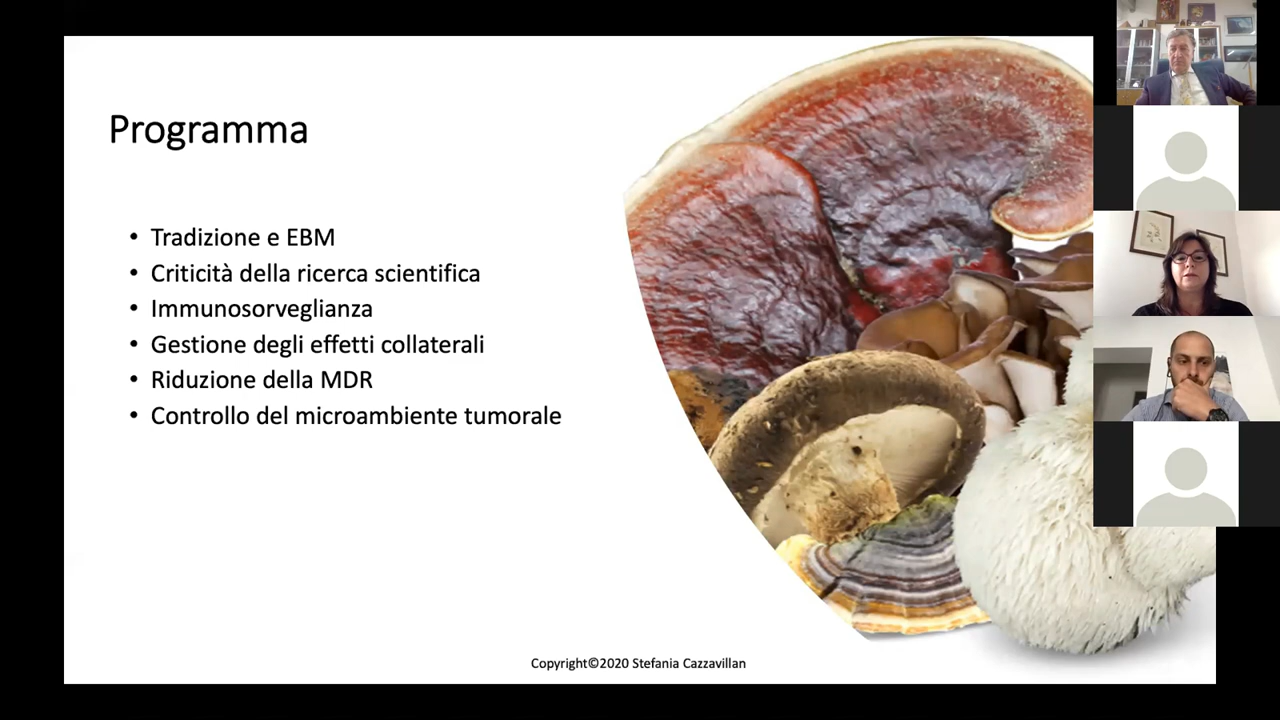 Programma
• Tradizione e EBM
• Criticità della ricerca scientifica
• Immunosorveglianza
• Gestione degli effetti collaterali
• Riduzione della MDR
• Controllo del microambiente tumorale
Copyright©2020 Stefania Cazzavillan